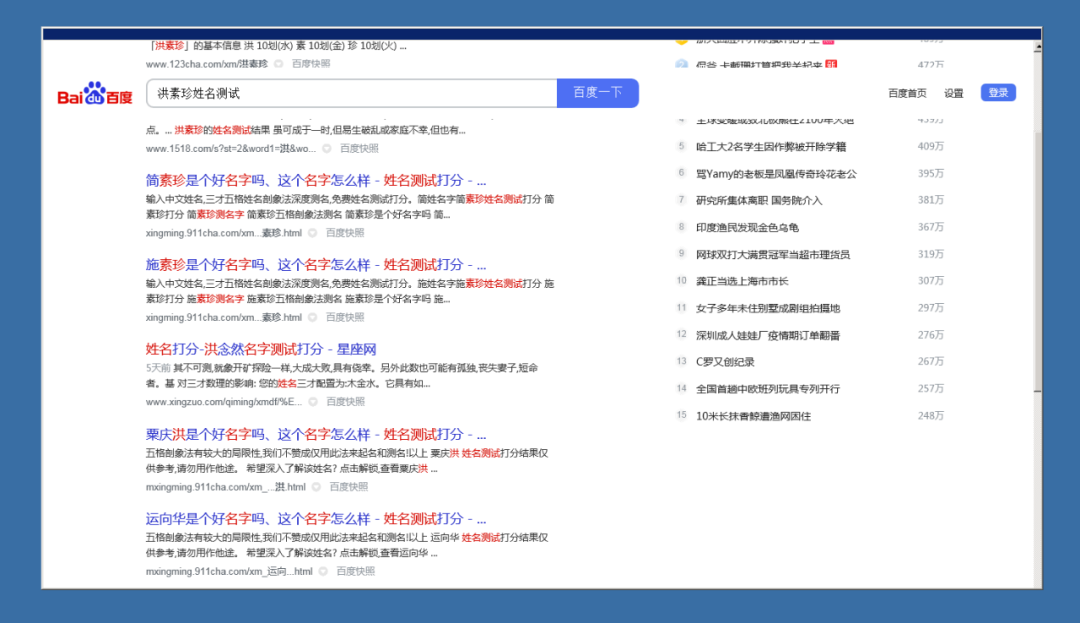 「洪素珍」的基本信息 洪 10划(水) 素 10划(金) 珍 10划(火) ...
www.123cha.com/xm/洪素珍 百度快照
472万
Bai du 百度
洪素珍姓名测试
百度一下
百度首页 设置 登录
点。... 洪素珍的姓名测试结果 虽可成于一时,但易生破乱成家庭不幸,但也有...
www.1518.com/s?st=2&word1=洪&wo... 百度快照
简素珍是个好名字吗、这个名字怎么样 - 姓名测试打分 - ...
输入中文姓名,三才五格姓名剖象法深度测名,免费姓名测试打分。简姓名字简素珍姓名测试打分 简
素珍打分 简素珍测名字 简素珍五格剖象法测名 简素珍是个好名字吗 简...
xingming.911cha.com/xm...素珍.html 百度快照
施素珍是个好名字吗、这个名字怎么样 - 姓名测试打分 - ...
输入中文姓名,三才五格姓名剖象法深度测名,免费姓名测试打分。施姓名字施素珍姓名测试打分 施
素珍打分 施素珍测名字 施素珍五格剖象法测名 施素珍是个好名字吗 施...
xingming.911cha.com/xm...素珍.html 百度快照
姓名打分-洪念然名字测试打分 - 星座网
5天前 其不可测,就象开矿探险一样,大成大败,具有侥幸。另外此数也可能有孤独,丧失妻子,短命
者。基 对三才数理的影响: 您的姓名三才配置为:木金水。它具有如...
www.xingzuo.com/qiming/xmdf/%E... 百度快照
粟庆洪是个好名字吗、这个名字怎么样 - 姓名测试打分 - ...
五格剖象法有较大的局限性,我们不赞成仅用此法来起名和测名!以上 粟庆洪 姓名测试打分结果仅
供参考,请勿用作他途。 希望深入了解该姓名? 点击解锁,查看粟庆洪 ...
mxingming.911cha.com/xm_...洪.html 百度快照
运向华是个好名字吗、这个名字怎么样 - 姓名测试打分 - ...
五格剖象法有较大的局限性,我们不赞成仅用此法来起名和测名!以上 运向华 姓名测试打分结果仅
供参考,请勿用作他途。 希望深入了解该姓名? 点击解锁,查看运向华 ...
mxingming.911cha.com/xm_运向...html 百度快照
4 全球变暖或致北极熊在2100年灭绝 439万
5 哈工大2名学生因作弊被开除学籍 409万
6 骂Yamy的老板是凤凰传奇玲花老公 395万
7 研究所集体离职 国务院介入 381万
8 印度渔民发现金色乌龟 367万
9 网球双打大满贯冠军当超市理货员 319万
10 龚正当选上海市市长 307万
11 女子多年未住别墅成剧组拍摄地 297万
12 深圳成人娃娃厂疫情期订单翻番 276万
13 C罗又创纪录 267万
14 全国首趟中欧班列玩具专列开行 257万
15 10米长抹香鲸遭渔网困住 248万